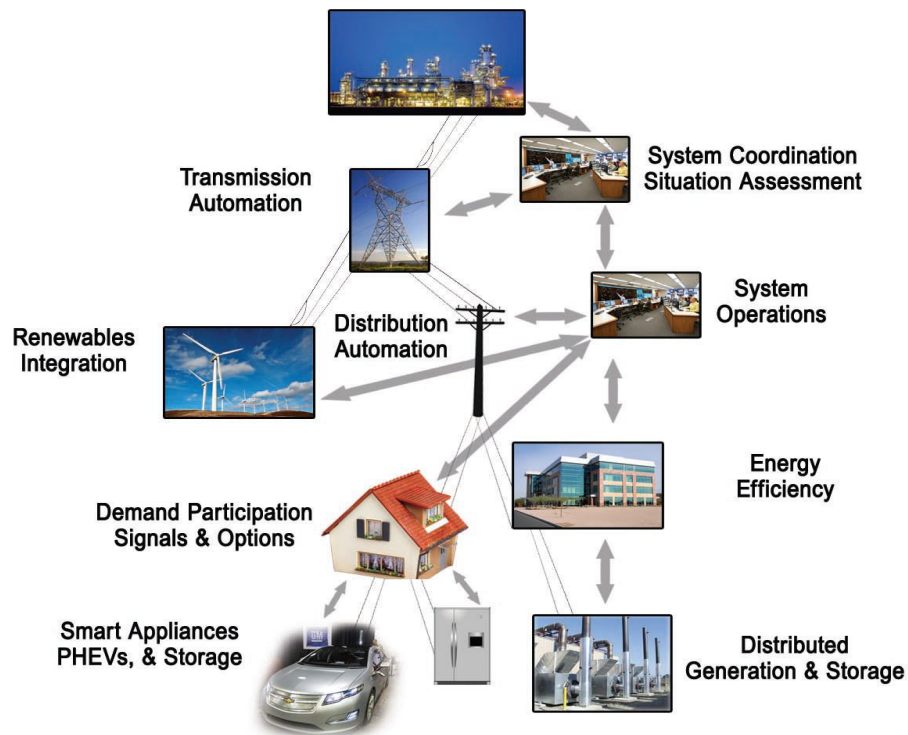 System Coordination
Situation Assessment
Transmission
Automation
System
Operations
Renewables
Integration
Distribution
Automation
Energy
Efficiency
Demand Participation
Signals & Options
Smart Appliances
PHEVs, & Storage
GM
Distributed
Generation & Storage